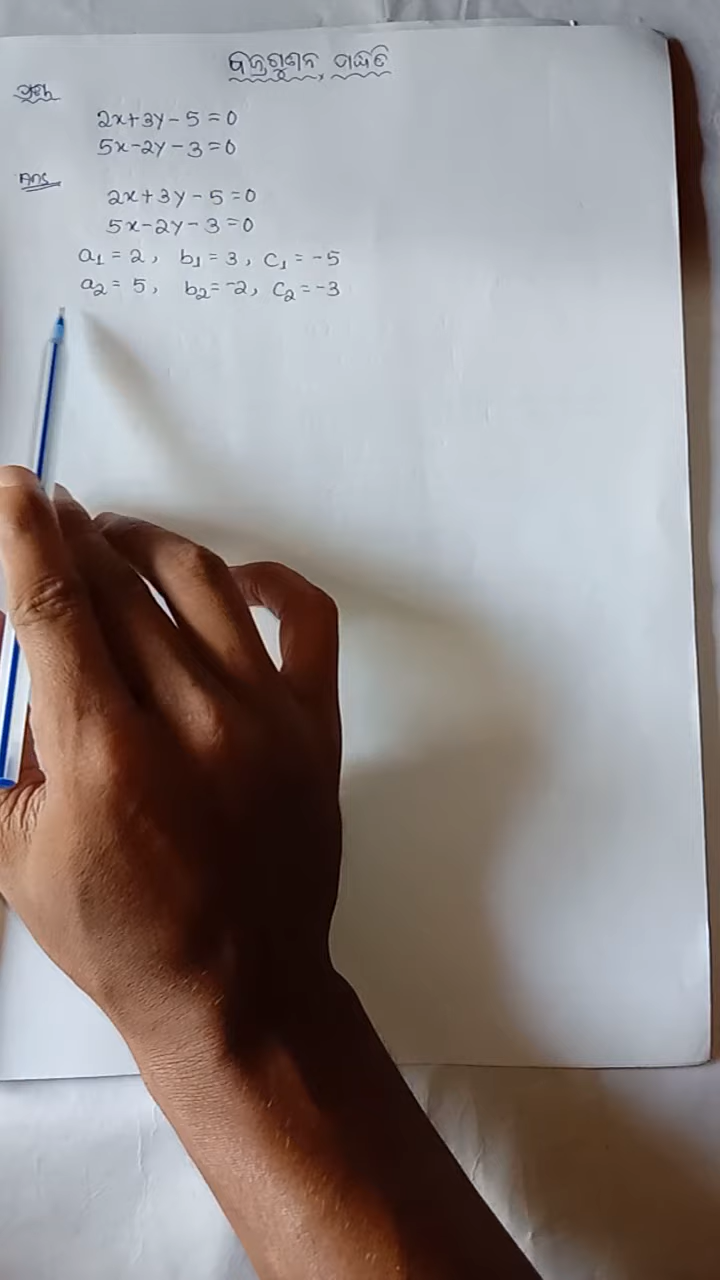 ବଜ୍ରଗୁଣନ ପଦ୍ଧତି
ପ୍ରଶ୍ନ
2x+3y-5=0
5x-2y-3=0
Ans
2x+3y-5=0
5x-2y-3=0
a₁=2, b₁=3, c₁=-5
a₂=5, b₂=-2, c₂=-3